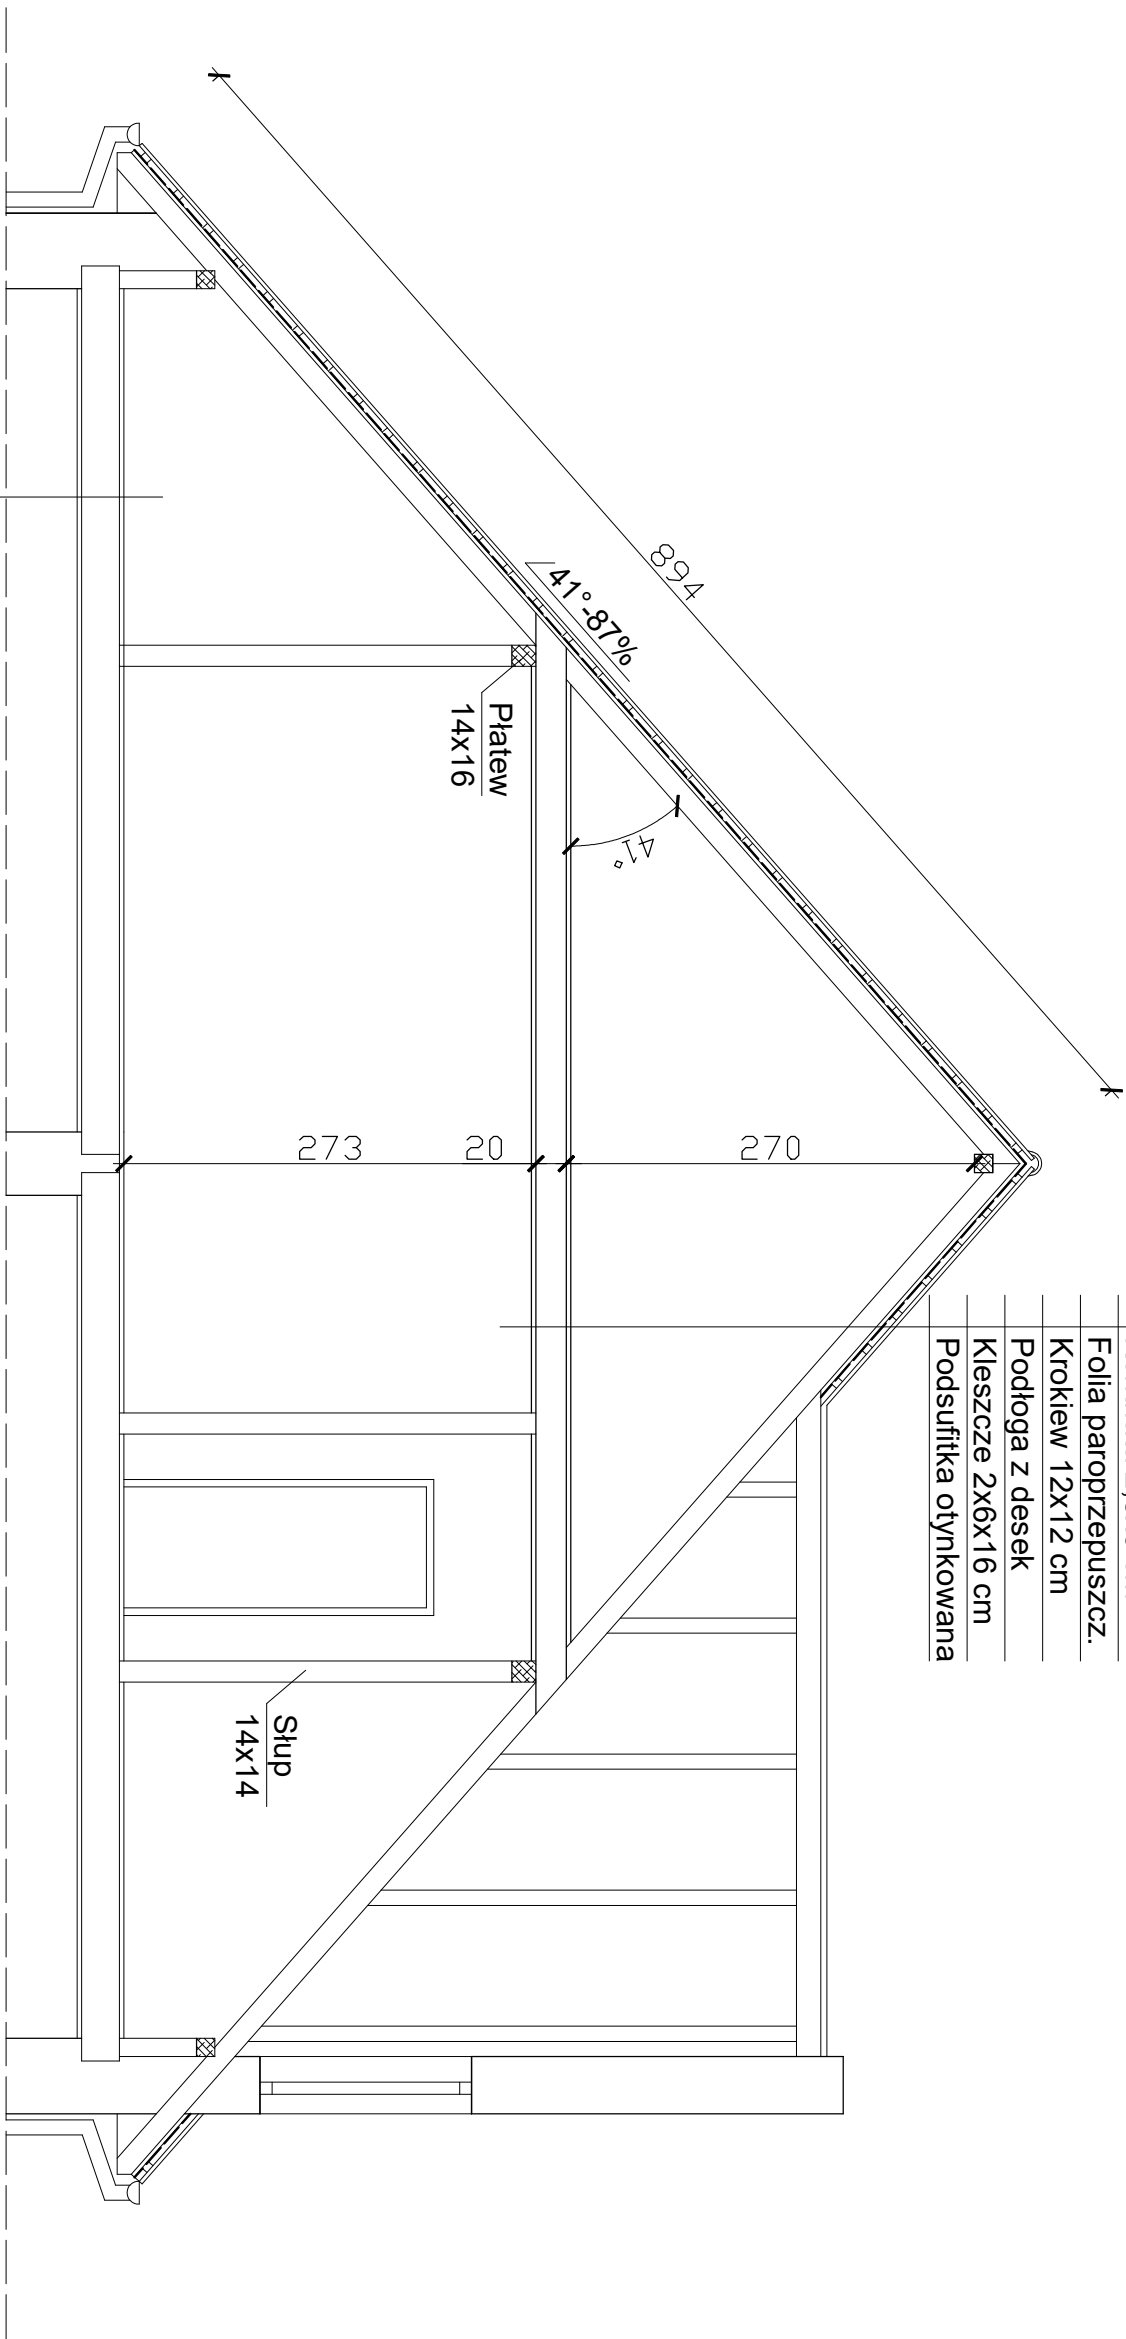 Folia paroprzepuszcz.
Krokiew 12x12 cm
Podłoga z desek
Kleszcze 2x6x16 cm
Podsufitka otynkowana
894
41°-87%
41°
Płatew
14x16
273
20
270
Słup
14x14